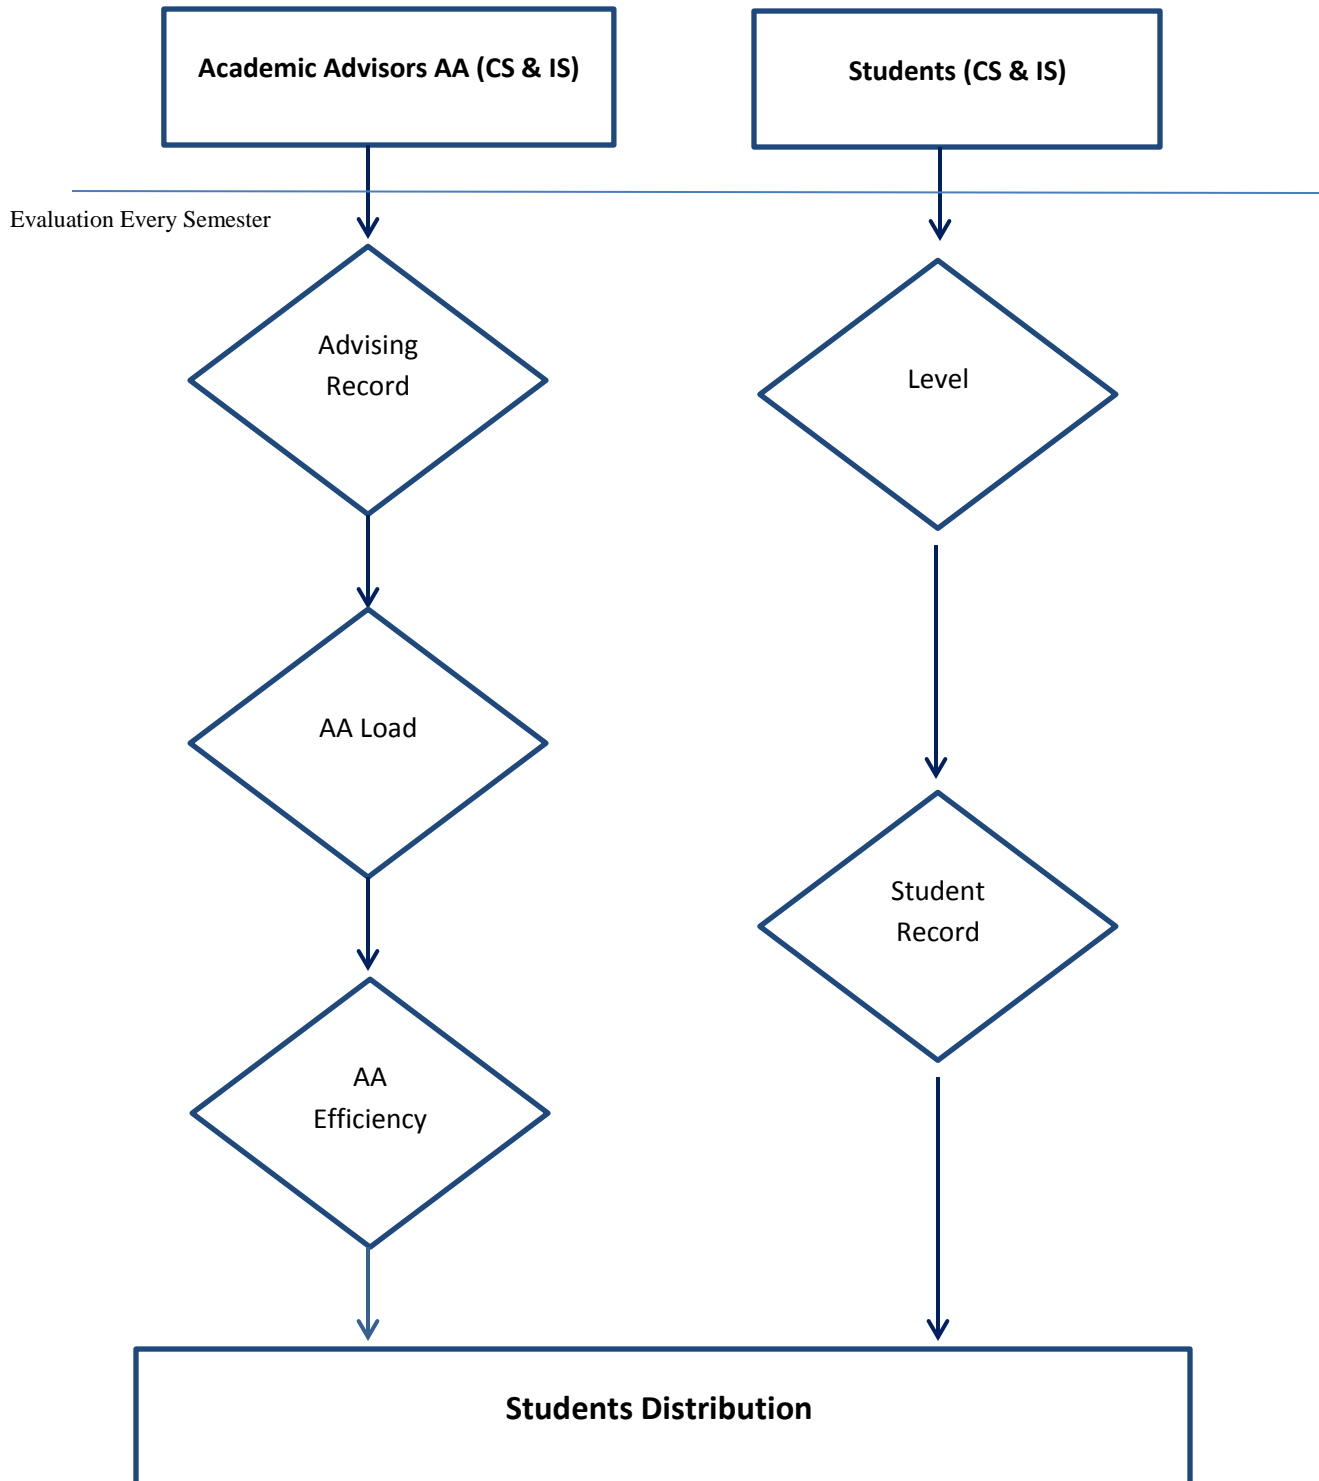 Academic Advisors AA (CS & IS)
Students (CS & IS)
Evaluation Every Semester
Advising
Record
Level
AA Load
Student
Record
AA
Efficiency
Students Distribution